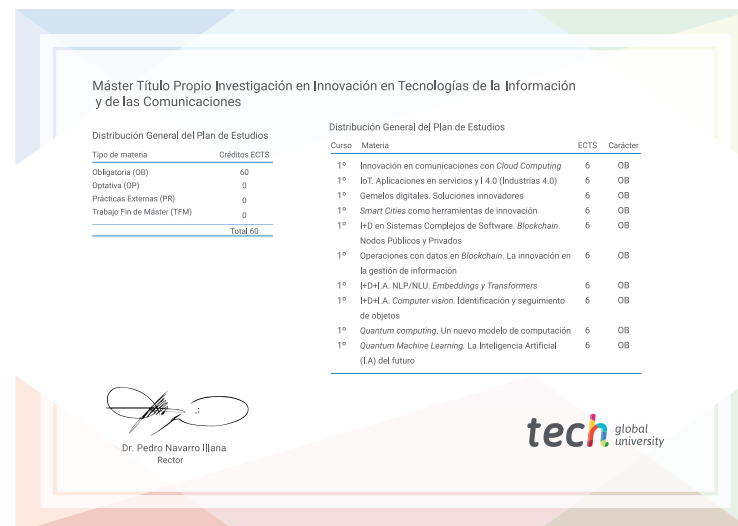 Máster Título Propio Investigación en Innovación en Tecnologías de la Información
y de las Comunicaciones
Distribución General del Plan de Estudios
Tipo de materia Créditos ECTS
Obligatoria (OB) 60
Optativa (OP) 0
Prácticas Externas (PR) 0
Trabajo Fin de Máster (TFM) 0
Total 60
Distribución General del Plan de Estudios
Curso Materia ECTS Carácter
1º Innovación en comunicaciones con Cloud Computing 6 OB
1º IoT. Aplicaciones en servicios y I 4.0 (Industrias 4.0) 6 OB
1º Gemelos digitales. Soluciones innovadores 6 OB
1º Smart Cities como herramientas de innovación 6 OB
1º I+D en Sistemas Complejos de Software. Blockchain. 6 OB
Nodos Públicos y Privados
1º Operaciones con datos en Blockchain. La innovación en 6 OB
la gestión de información
1º I+D+I.A. NLP/NLU. Embeddings y Transformers 6 OB
1º I+D+I.A. Computer vision. Identificación y seguimiento 6 OB
de objetos
1º Quantum computing. Un nuevo modelo de computación 6 OB
1º Quantum Machine Learning. La Inteligencia Artificial 6 OB
(I.A) del futuro
Dr. Pedro Navarro Illana
Rector
tech global
university